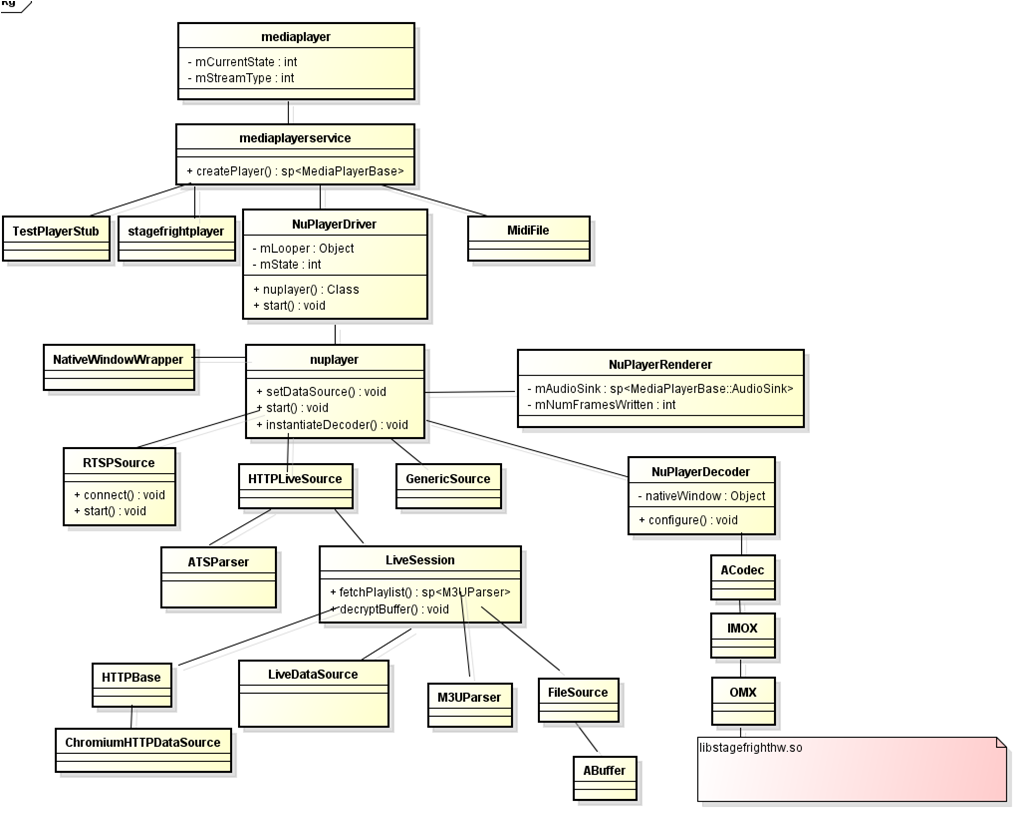 pkg
mediaplayer
- mCurrentState : int
- mStreamType : int
mediaplayerservice
+ createPlayer() : sp<MediaPlayerBase>
TestPlayerStub
stagefrightplayer
NuPlayerDriver
- mLooper : Object
- mState : int
+ nuplayer() : Class
+ start() : void
MidiFile
NativeWindowWrapper
nuplayer
+ setDataSource() : void
+ start() : void
+ instantiateDecoder() : void
NuPlayerRenderer
- mAudioSink : sp<MediaPlayerBase::AudioSink>
- mNumFramesWritten : int
RTSPSource
+ connect() : void
+ start() : void
HTTPLiveSource
GenericSource
NuPlayerDecoder
- nativeWindow : Object
+ configure() : void
ATSParser
LiveSession
+ fetchPlaylist() : sp<M3UParser>
+ decryptBuffer() : void
ACodec
IMOX
HTTPBase
LiveDataSource
M3UParser
FileSource
OMX
ChromiumHTTPDataSource
ABuffer
libstagefrighthw.so